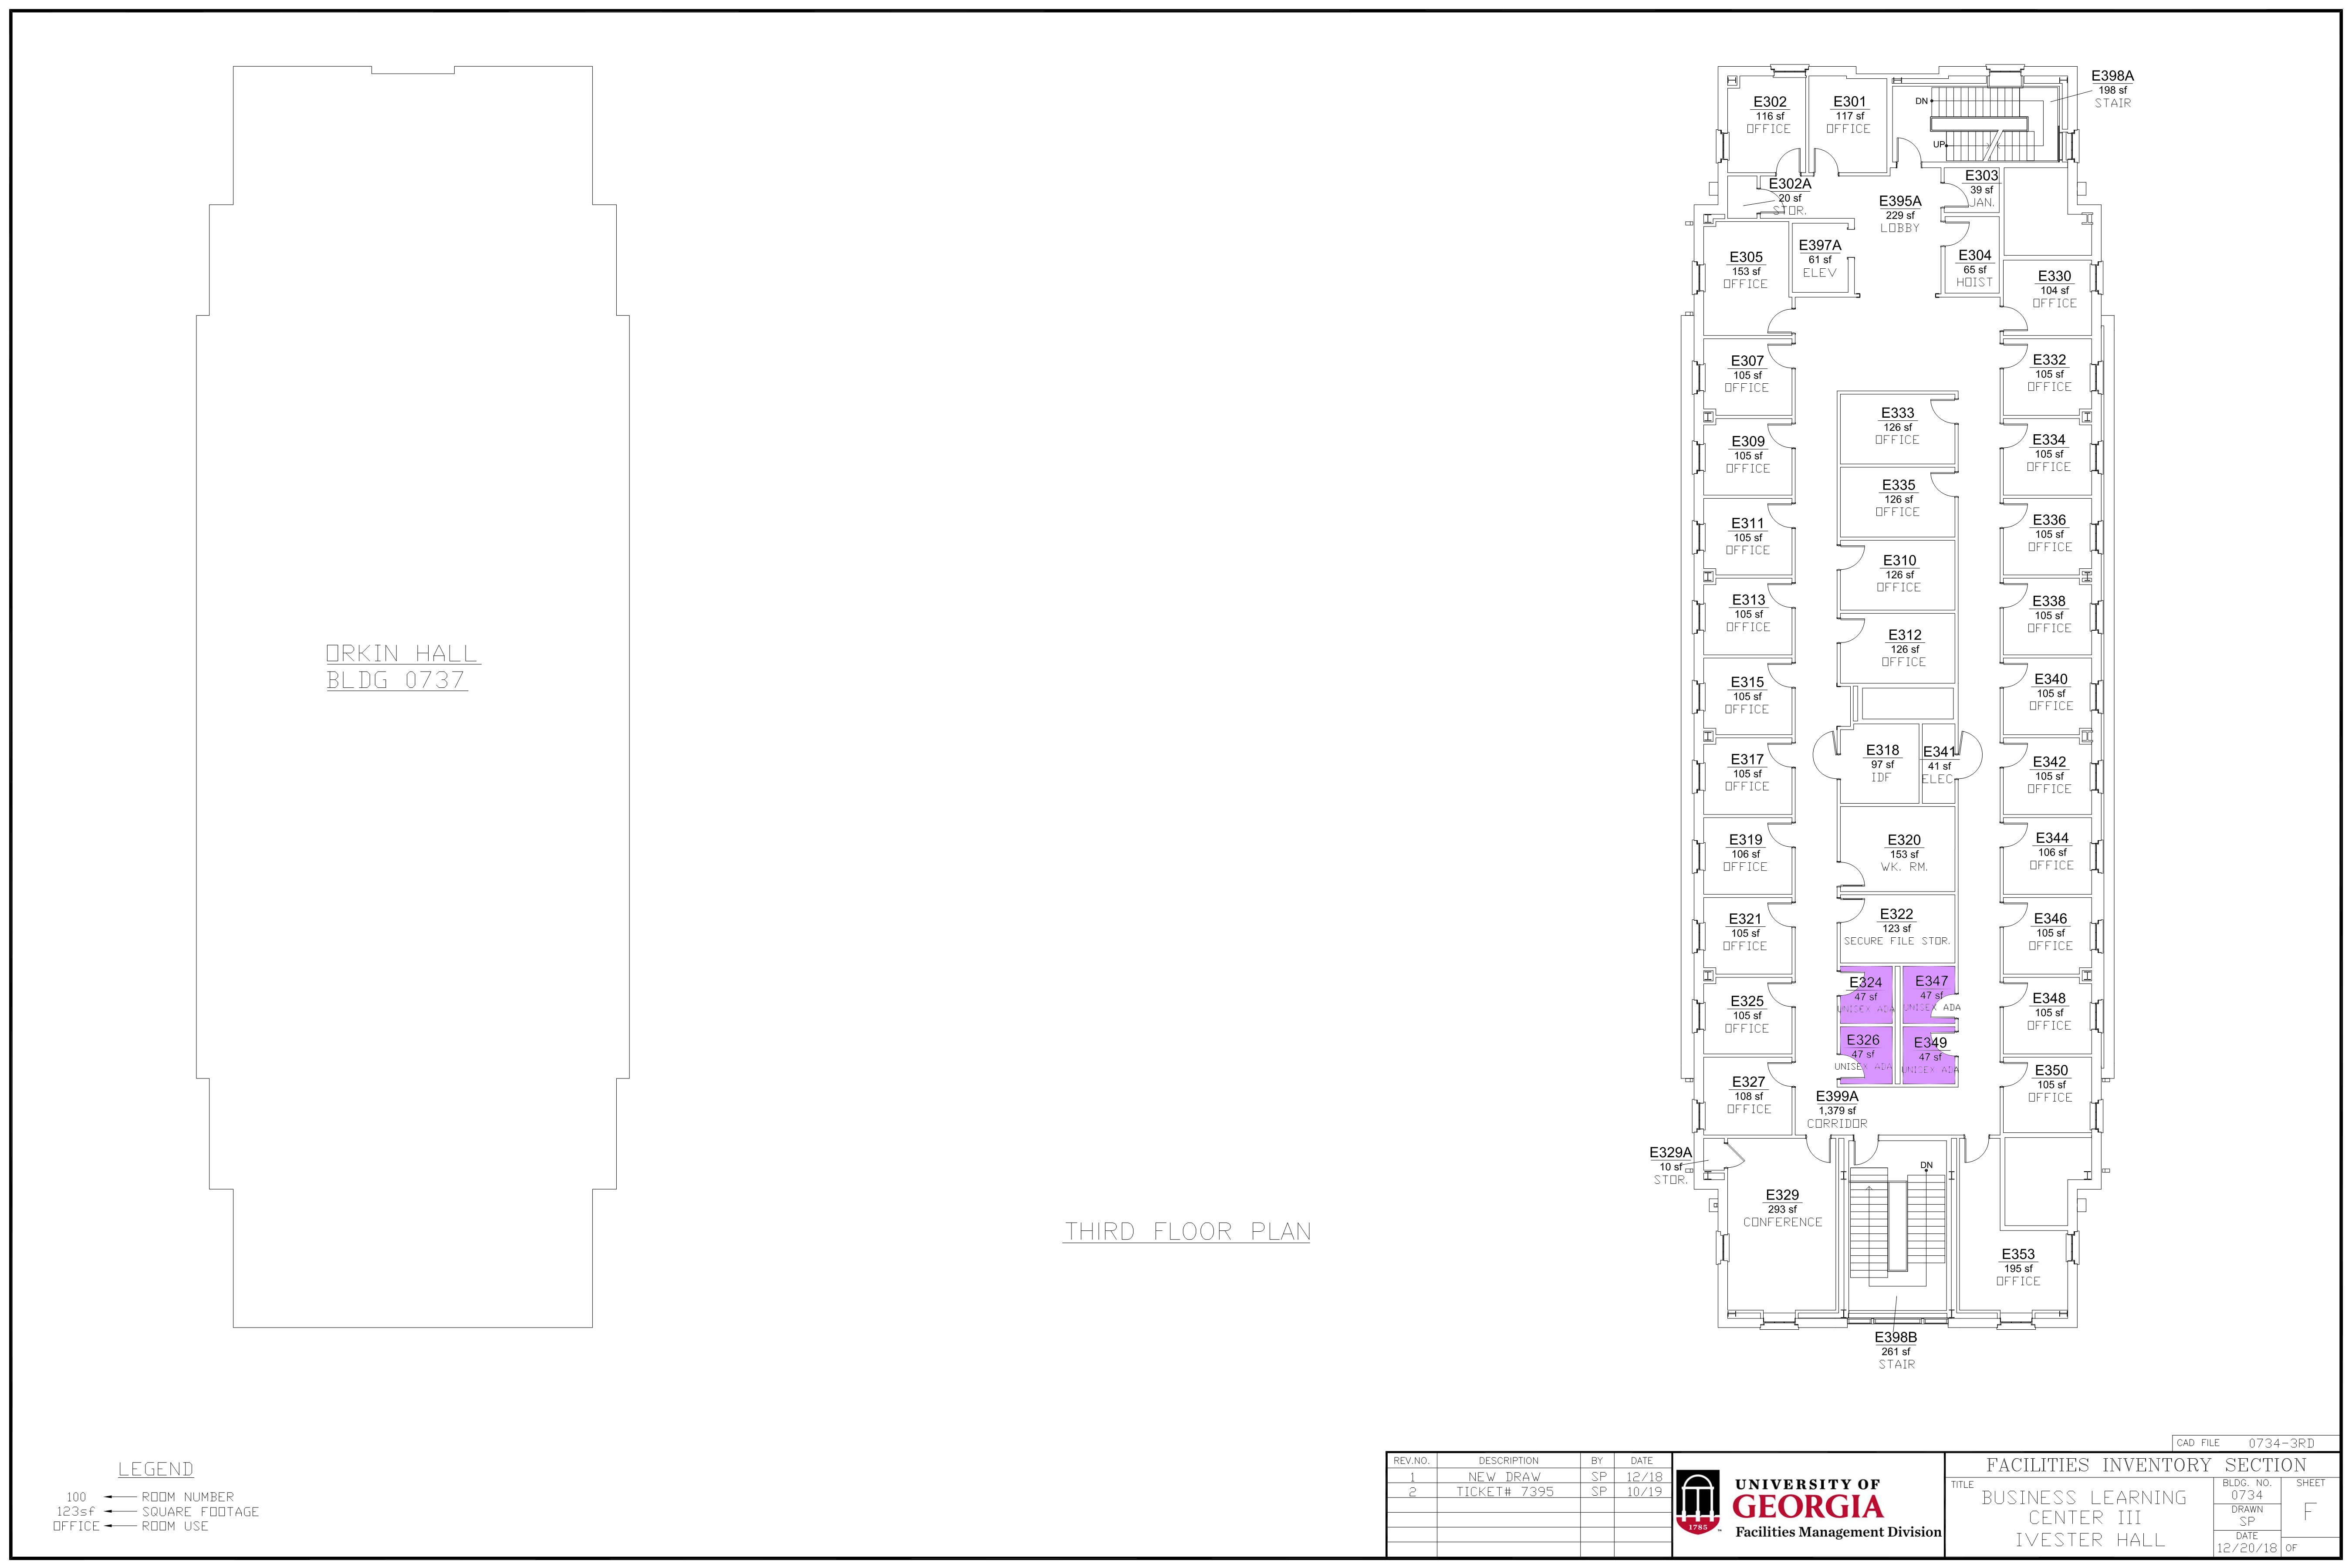 E398A
198 sf
STAIR
E302
116 sf
OFFICE
E301
117 sf
OFFICE
DN
UP
E302A
20 sf
STOR.
E303
39 sf
JAN.
E395A
229 sf
LOBBY
E305
153 sf
OFFICE
E397A
61 sf
ELEV
E304
65 sf
HOIST
E330
104 sf
OFFICE
E307
105 sf
OFFICE
E332
105 sf
OFFICE
E333
126 sf
OFFICE
E309
105 sf
OFFICE
E334
105 sf
OFFICE
E335
126 sf
OFFICE
E311
105 sf
OFFICE
E336
105 sf
OFFICE
E310
126 sf
OFFICE
E313
105 sf
OFFICE
E338
105 sf
OFFICE
E312
126 sf
OFFICE
ORKIN HALL
BLDG 0737
E315
105 sf
OFFICE
E340
105 sf
OFFICE
E317
105 sf
OFFICE
E318
97 sf
IDF
E341
41 sf
ELEC.
E342
105 sf
OFFICE
E319
106 sf
OFFICE
E320
153 sf
WK. RM.
E344
106 sf
OFFICE
E321
105 sf
OFFICE
E322
123 sf
SECURE FILE STOR.
E346
105 sf
OFFICE
E324
47 sf
UNISEX ADA
E347
47 sf
UNISEX ADA
E325
105 sf
OFFICE
E348
105 sf
OFFICE
E326
47 sf
UNISEX ADA
E349
47 sf
UNISEX ADA
E327
108 sf
OFFICE
E350
105 sf
OFFICE
E399A
1,379 sf
CORRIDOR
E329A
10 sf
STOR.
DN
E329
293 sf
CONFERENCE
E353
195 sf
OFFICE
E398B
261 sf
STAIR
THIRD FLOOR PLAN
LEGEND
100 ROOM NUMBER
123sf SQUARE FOOTAGE
OFFICE ROOM USE
REV.NO. DESCRIPTION BY DATE
1 NEW DRAW SP 12/18
2 TICKET# 7395 SP 10/19
1785
UNIVERSITY OF
GEORGIA
Facilities Management Division
CAD FILE 0734-3RD
FACILITIES INVENTORY SECTION
TITLE
BUSINESS LEARNING
CENTER III
IVESTER HALL
BLDG. NO.
0734
DRAWN
SP
DATE
12/20/18
SHEET
F
OF